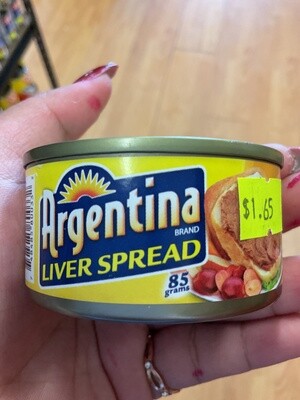 Argentina
BRAND
LIVER SPREAD
85
grams
$1.65